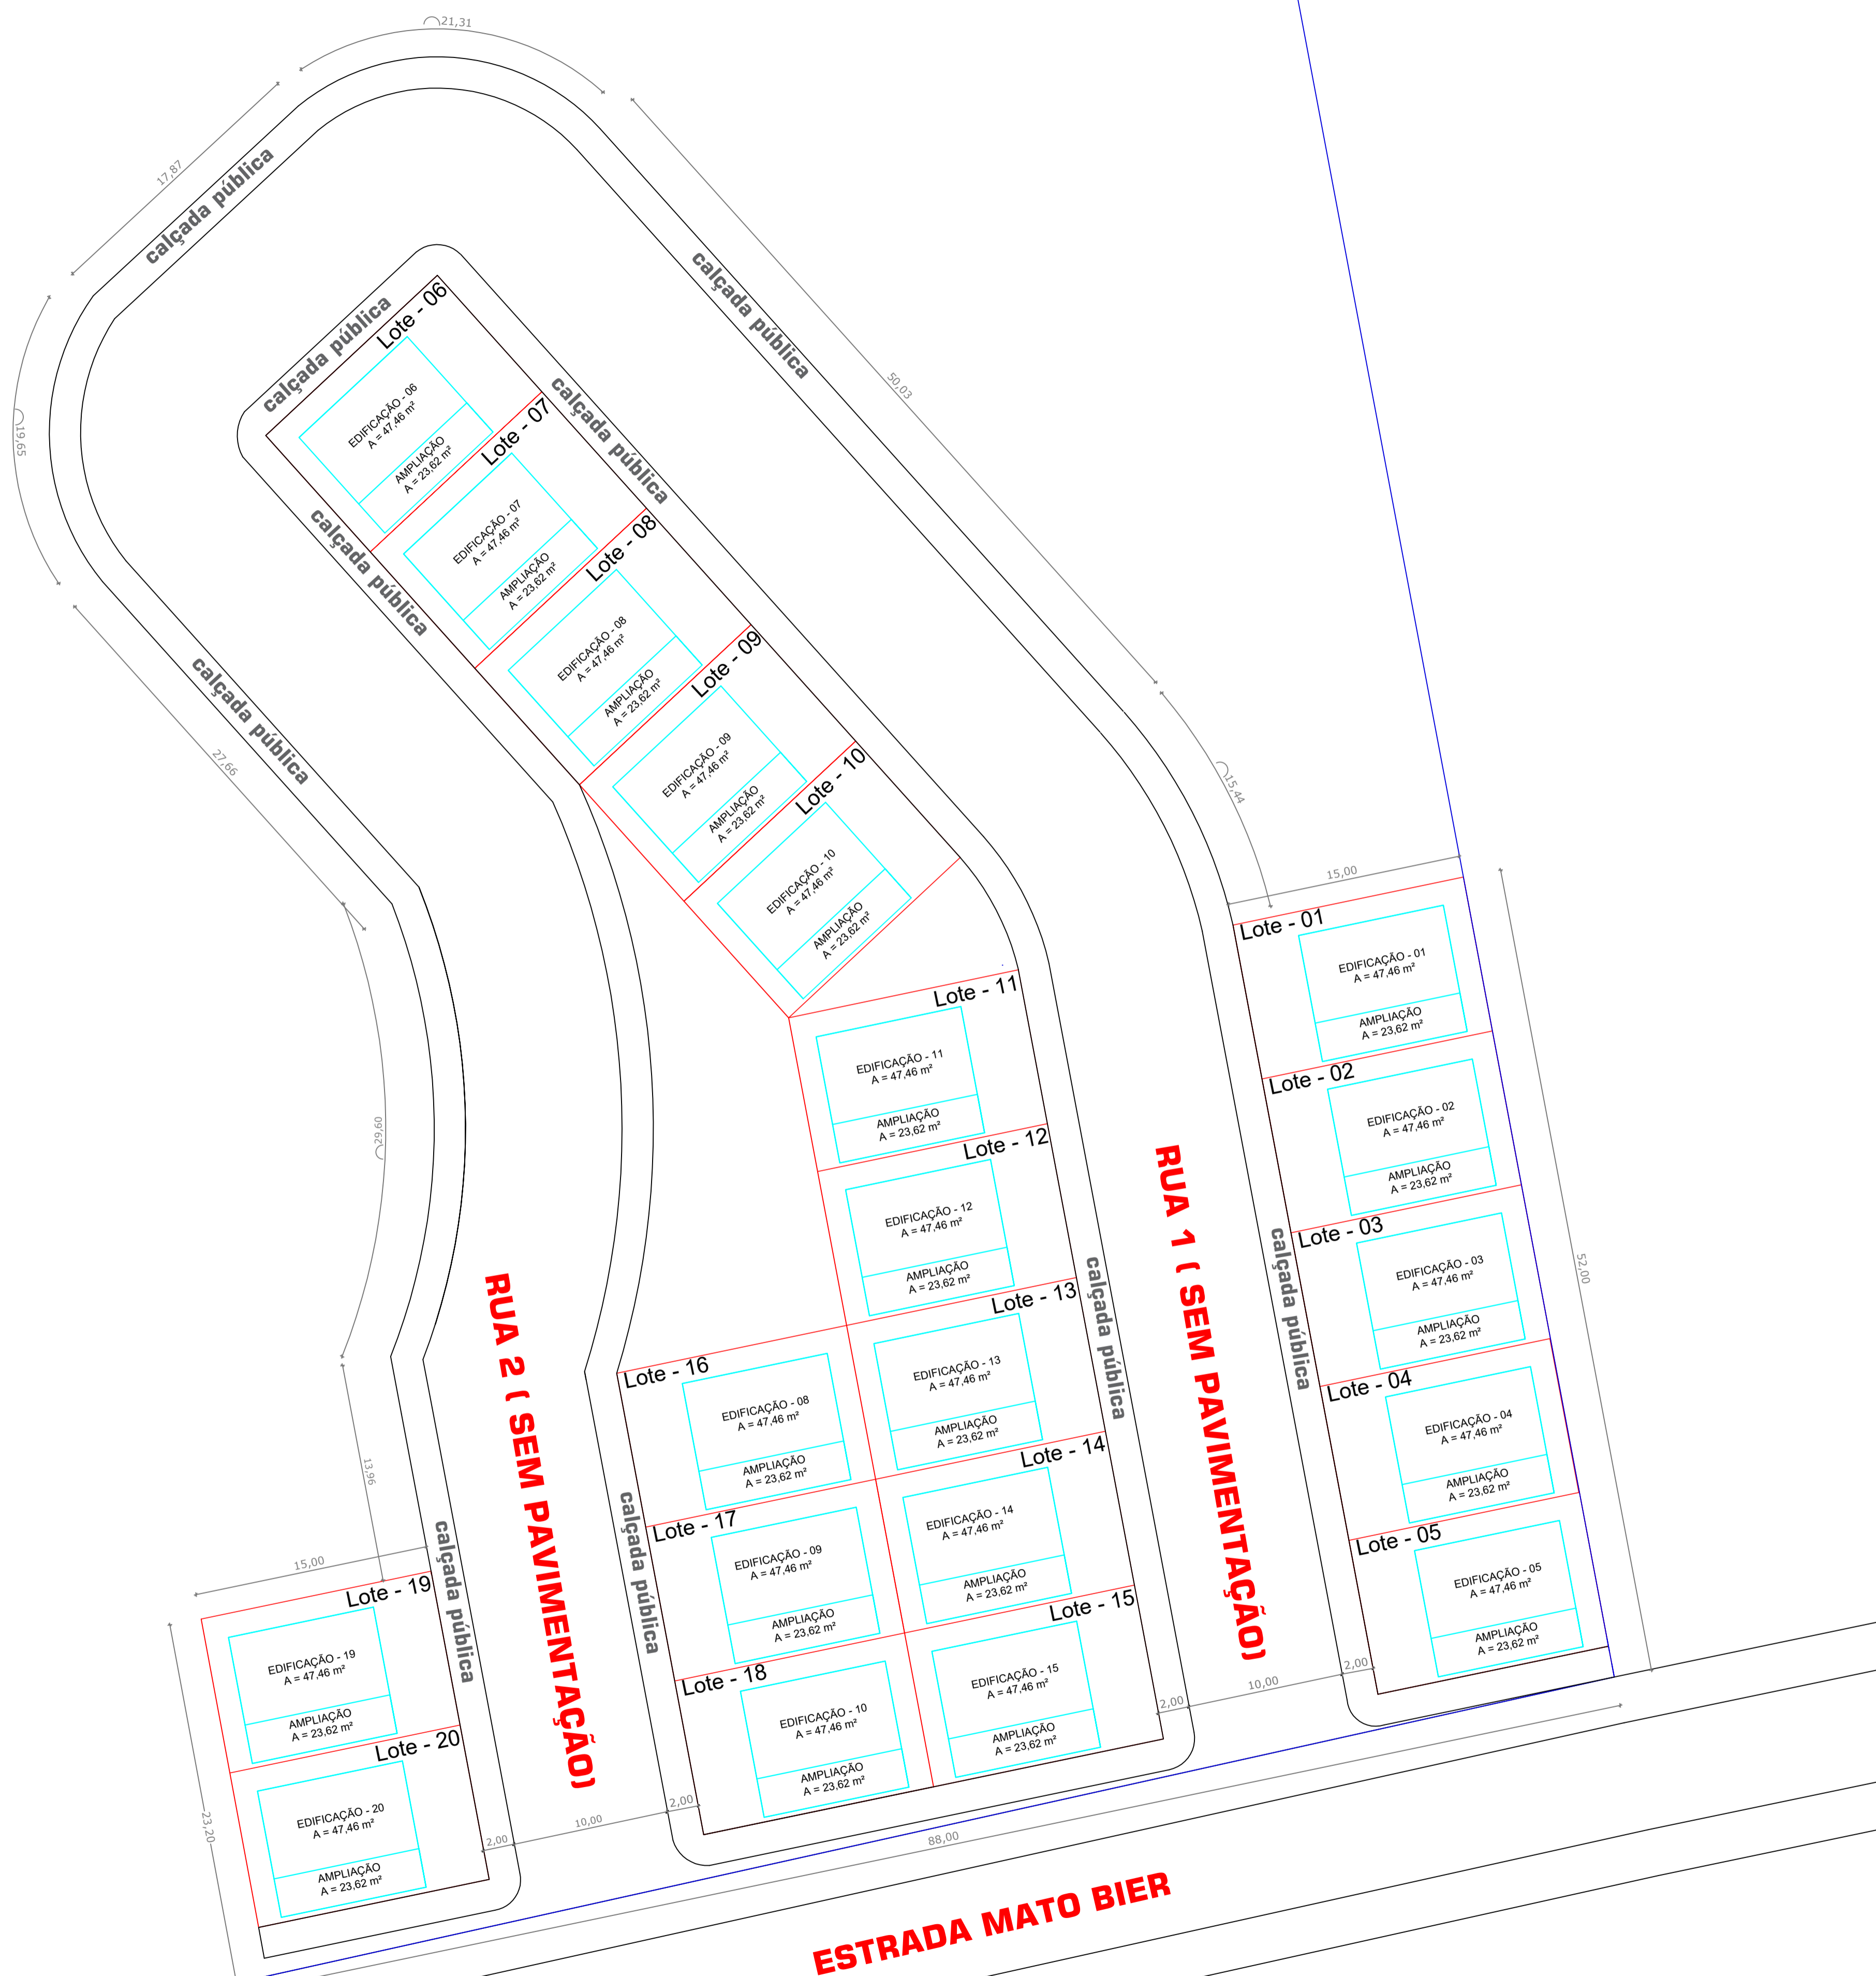 21,31
17,87
calçada pública
calçada pública
Lote - 06
calçada pública
EDIFICAÇÃO - 06
A = 47,46 m²
AMPLIAÇÃO
A = 23,62 m²
50,03
19,65
calçada pública
Lote - 07
EDIFICAÇÃO - 07
A = 47,46 m²
AMPLIAÇÃO
A = 23,62 m²
calçada pública
Lote - 08
EDIFICAÇÃO - 08
A = 47,46 m²
AMPLIAÇÃO
A = 23,62 m²
calçada pública
27,66
Lote - 09
EDIFICAÇÃO - 09
A = 47,46 m²
AMPLIAÇÃO
A = 23,62 m²
Lote - 10
EDIFICAÇÃO - 10
A = 47,46 m²
AMPLIAÇÃO
A = 23,62 m²
15,44
15,00
Lote - 01
EDIFICAÇÃO - 01
A = 47,46 m²
AMPLIAÇÃO
A = 23,62 m²
Lote - 11
EDIFICAÇÃO - 11
A = 47,46 m²
AMPLIAÇÃO
A = 23,62 m²
29,60
Lote - 02
EDIFICAÇÃO - 02
A = 47,46 m²
AMPLIAÇÃO
A = 23,62 m²
Lote - 12
EDIFICAÇÃO - 12
A = 47,46 m²
AMPLIAÇÃO
A = 23,62 m²
Lote - 03
EDIFICAÇÃO - 03
A = 47,46 m²
AMPLIAÇÃO
A = 23,62 m²
52,00
calçada pública
calçada pública
RUA 1 ( SEM PAVIMENTAÇÃO)
RUA 2 ( SEM PAVIMENTAÇÃO)
Lote - 13
EDIFICAÇÃO - 13
A = 47,46 m²
AMPLIAÇÃO
A = 23,62 m²
Lote - 16
EDIFICAÇÃO - 08
A = 47,46 m²
AMPLIAÇÃO
A = 23,62 m²
Lote - 04
EDIFICAÇÃO - 04
A = 47,46 m²
AMPLIAÇÃO
A = 23,62 m²
13,96
Lote - 14
EDIFICAÇÃO - 14
A = 47,46 m²
AMPLIAÇÃO
A = 23,62 m²
Lote - 17
EDIFICAÇÃO - 09
A = 47,46 m²
AMPLIAÇÃO
A = 23,62 m²
Lote - 05
EDIFICAÇÃO - 05
A = 47,46 m²
AMPLIAÇÃO
A = 23,62 m²
calçada pública
calçada pública
15,00
Lote - 19
EDIFICAÇÃO - 19
A = 47,46 m²
AMPLIAÇÃO
A = 23,62 m²
Lote - 15
EDIFICAÇÃO - 15
A = 47,46 m²
AMPLIAÇÃO
A = 23,62 m²
Lote - 18
EDIFICAÇÃO - 10
A = 47,46 m²
AMPLIAÇÃO
A = 23,62 m²
2,00
10,00
2,00
Lote - 20
EDIFICAÇÃO - 20
A = 47,46 m²
AMPLIAÇÃO
A = 23,62 m²
23,20
2,00
10,00
2,00
88,00
ESTRADA MATO BIER